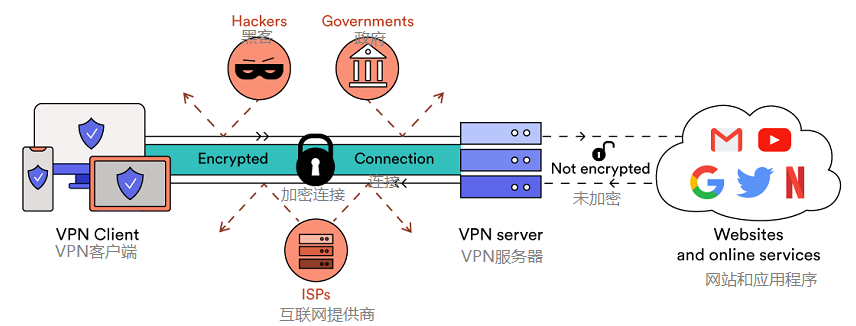 Hackers
黑客
Governments
政府
Encrypted
Connection
加密连接
连接
Not encrypted
未加密
VPN Client
VPN客户端
VPN server
VPN服务器
Websites
and online services
网站和应用程序
ISPs
互联网提供商